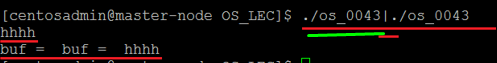 [centosadmin@master-node OS_LEC]$ ./os_0043|./os_0043
hhhh
buf =  buf =  hhhh